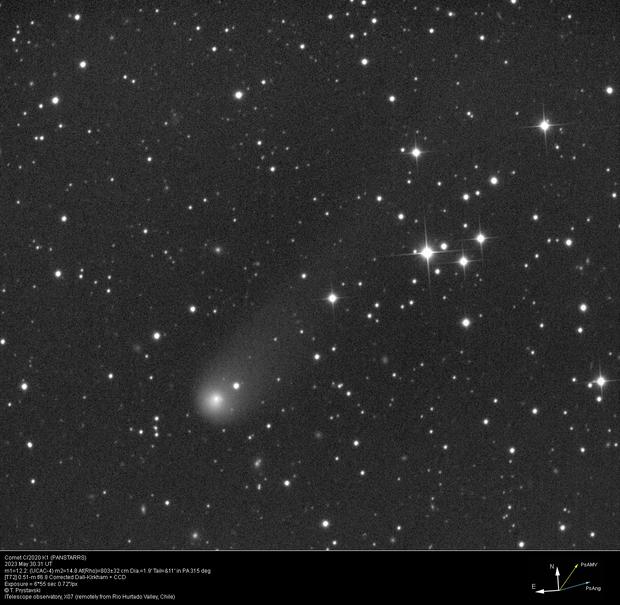 Comet C/2020 K1 (PANSTARRS)
2023 May 30.31 UT
m1=12.2: (UCAC-4) m2=14.8 Af(Rho)=803±32 cm Dia.=1.9' Tail=&11' in PA 315 deg
[T72] 0.51-m f/6.8 Corrected Dall-Kirkham + CCD
Exposure = 6*55 sec 0.72"/px
© T. Prystavski
iTelescope observatory, X07 (remotely from Rio Hurtado Valley, Chile)
N
PsAMV
E
PsAng